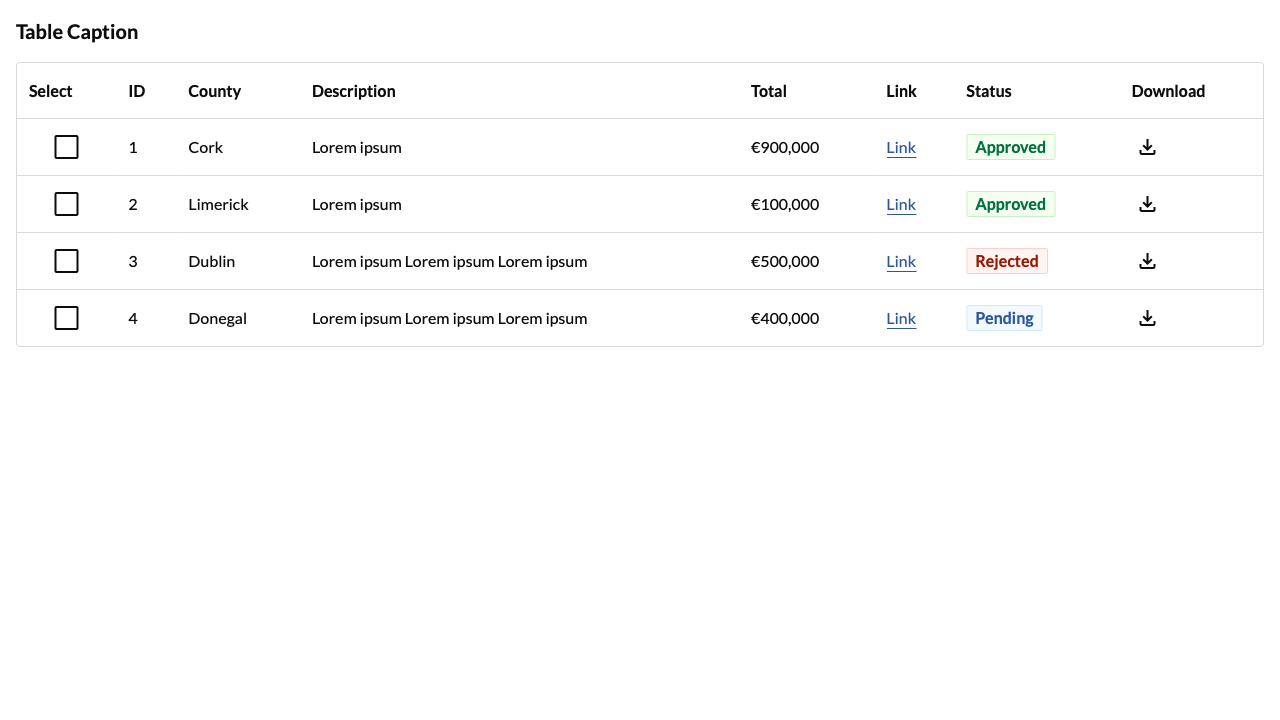 Table Caption
Select ID County Description Total Link Status Download
1 Cork Lorem ipsum €900,000 Link Approved
2 Limerick Lorem ipsum €100,000 Link Approved
3 Dublin Lorem ipsum Lorem ipsum Lorem ipsum €500,000 Link Rejected
4 Donegal Lorem ipsum Lorem ipsum Lorem ipsum €400,000 Link Pending